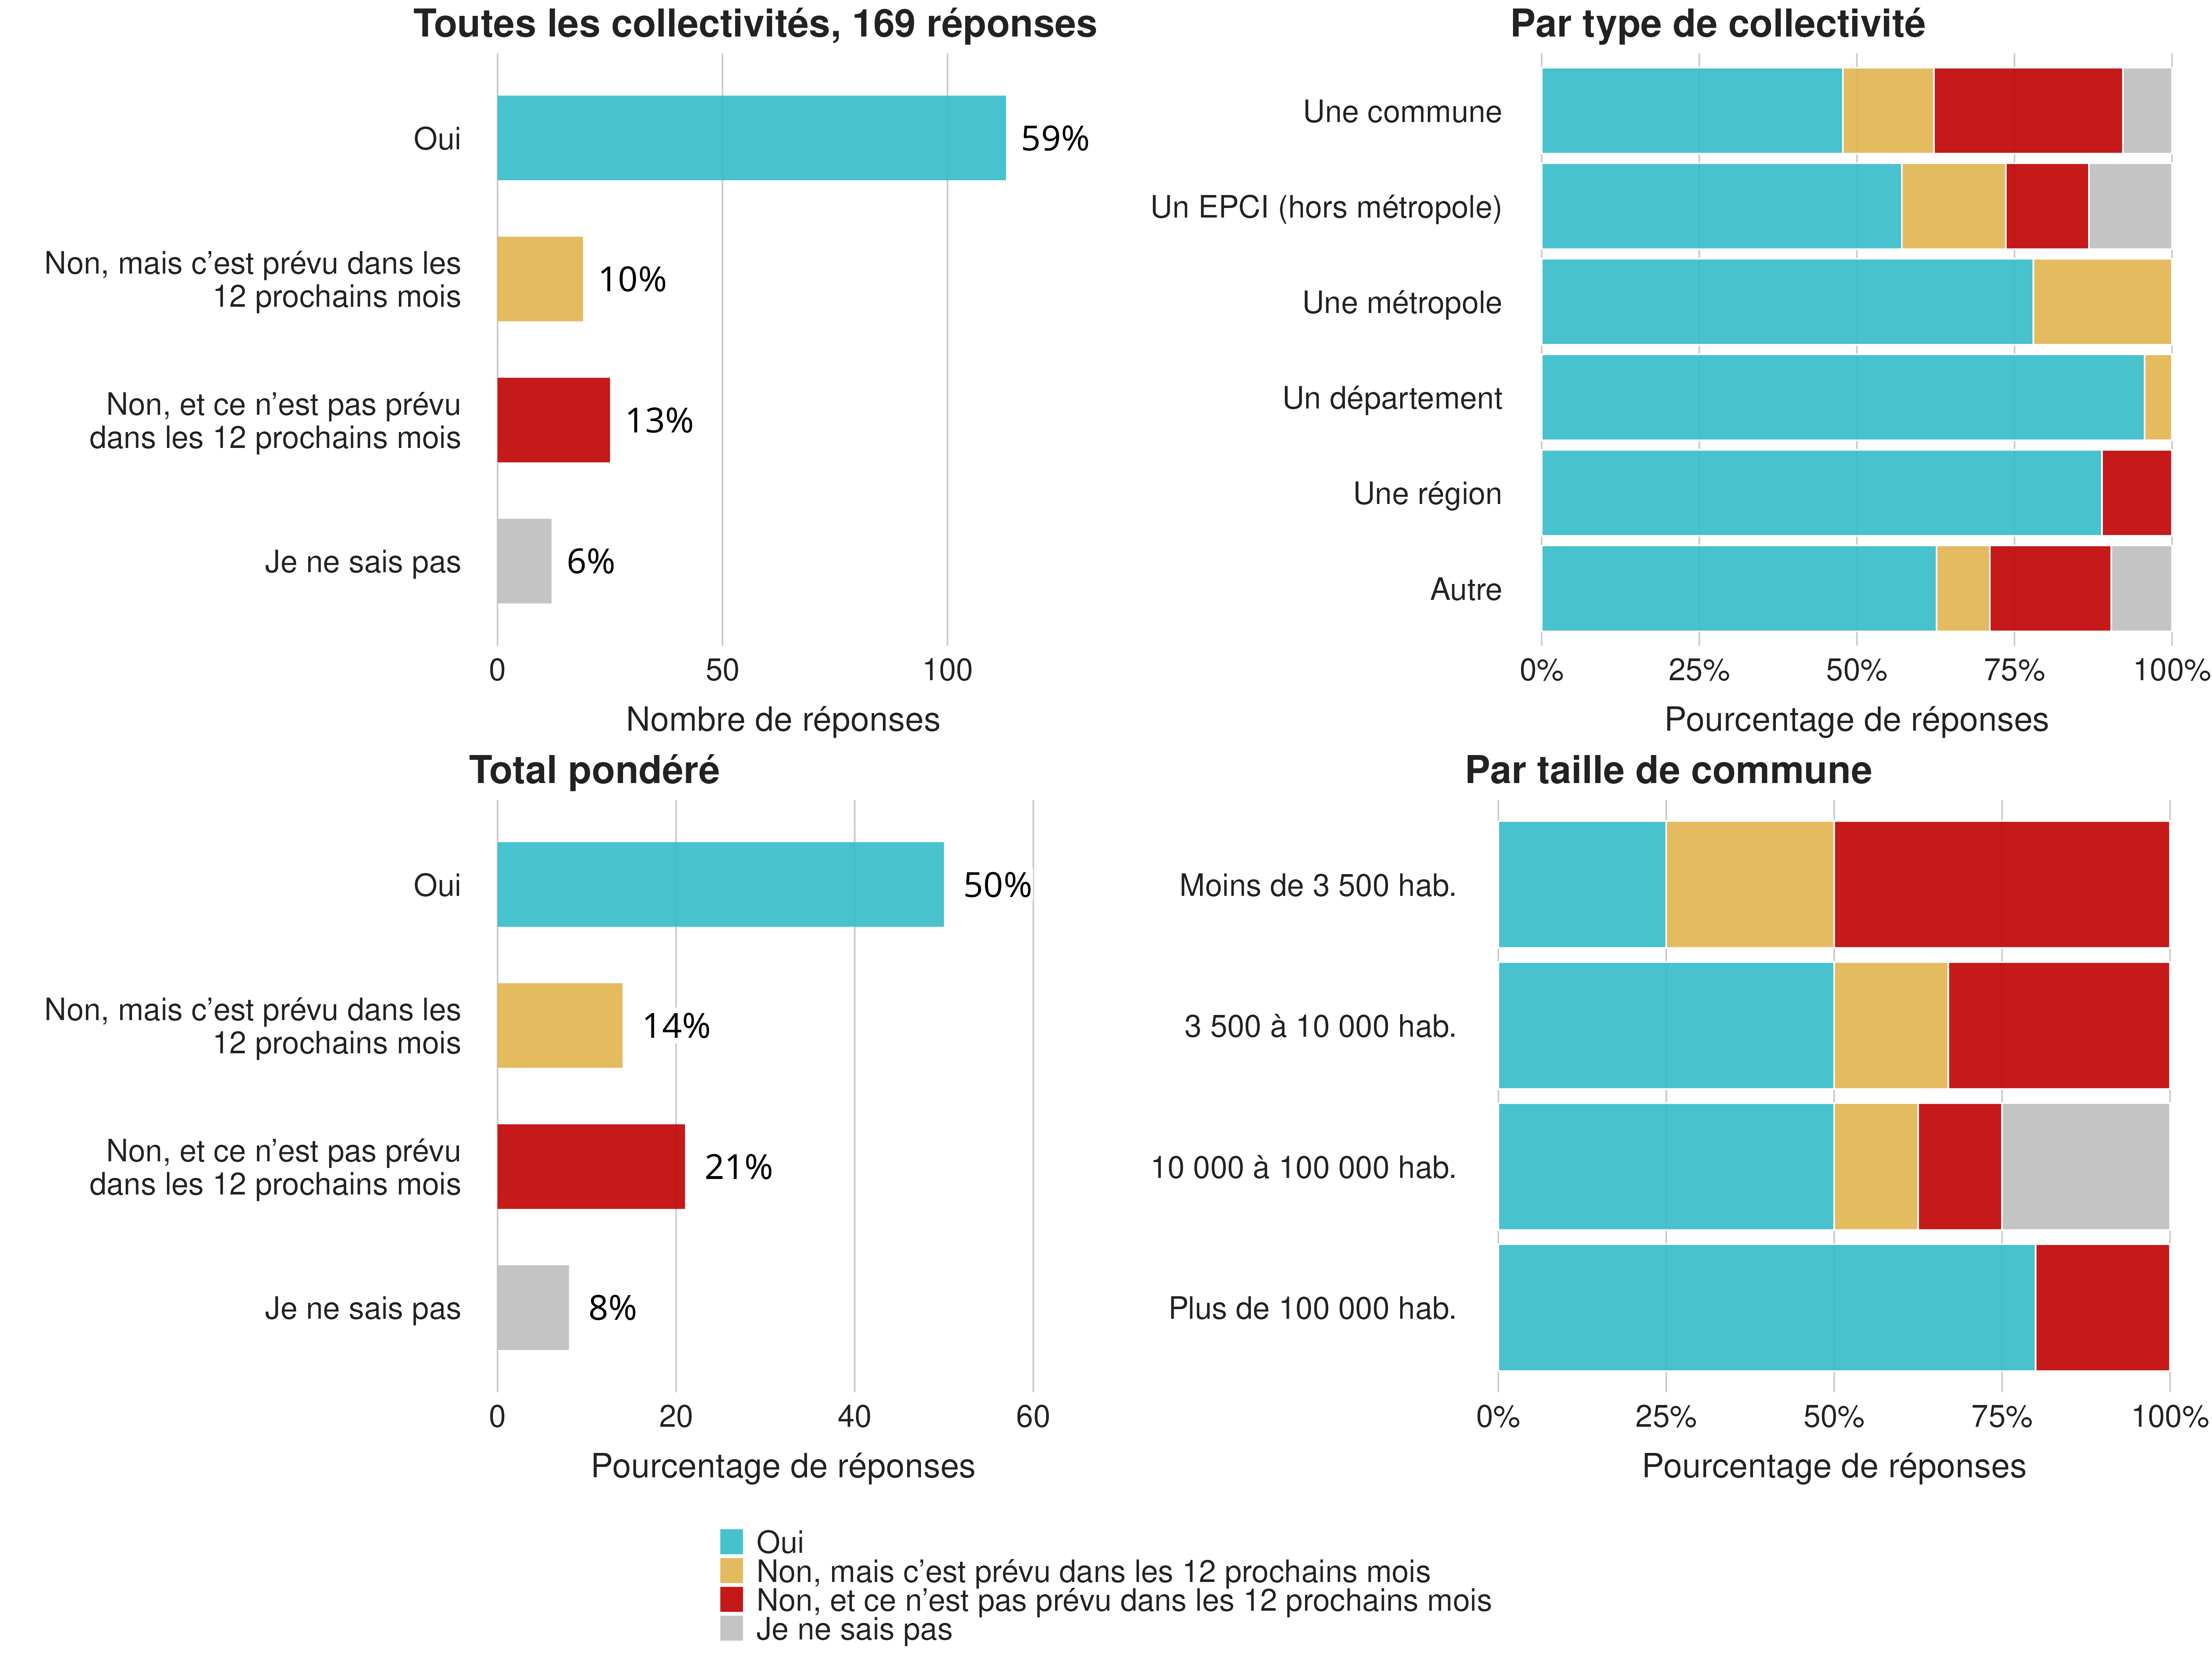 Toutes les collectivités, 169 réponses
Oui
59%
Non, mais c’est prévu dans les
12 prochains mois
10%
Non, et ce n’est pas prévu
dans les 12 prochains mois
13%
Je ne sais pas
6%
0 50 100
Nombre de réponses
Par type de collectivité
Une commune
Un EPCI (hors métropole)
Une métropole
Un département
Une région
Autre
0% 25% 50% 75% 100%
Pourcentage de réponses
Total pondéré
Oui
50%
Non, mais c’est prévu dans les
12 prochains mois
14%
Non, et ce n’est pas prévu
dans les 12 prochains mois
21%
Je ne sais pas
8%
0 20 40 60
Pourcentage de réponses
Par taille de commune
Moins de 3 500 hab.
3 500 à 10 000 hab.
10 000 à 100 000 hab.
Plus de 100 000 hab.
0% 25% 50% 75% 100%
Pourcentage de réponses
Oui
Non, mais c’est prévu dans les 12 prochains mois
Non, et ce n’est pas prévu dans les 12 prochains mois
Je ne sais pas